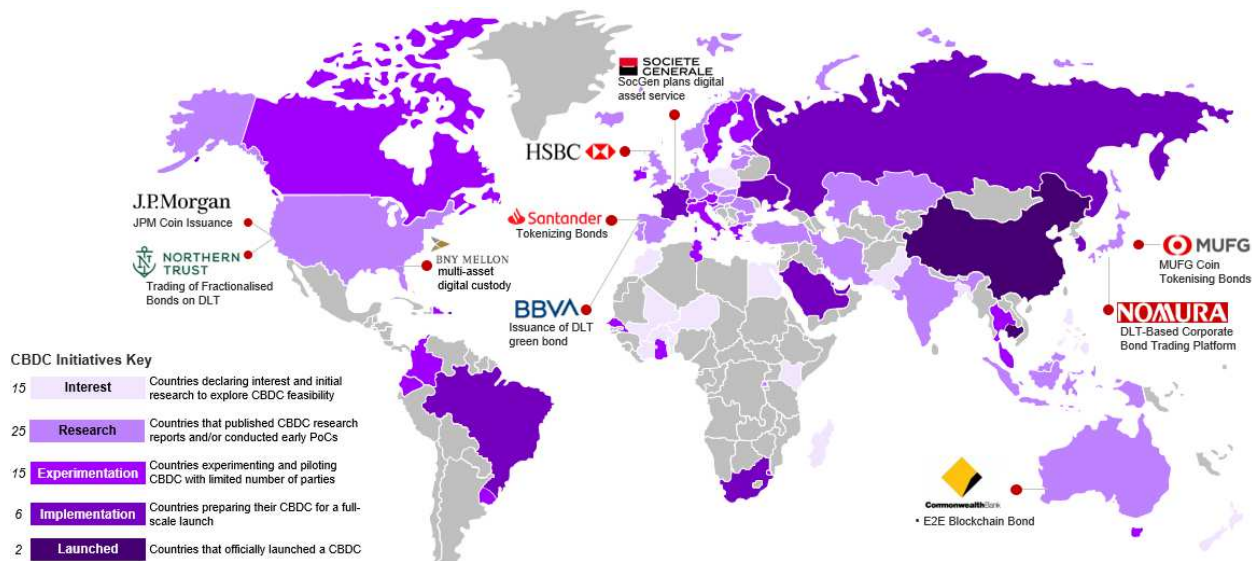 SOCIETE
GENERALE
SocGen plans digital
asset service
HSBC
J.P.Morgan
JPM Coin Issuance
NORTHERN
TRUST
Trading of Fractionalised
Bonds on DLT
BNY MELLON
multi-asset
digital custody
Santander
Tokenizing Bonds
BBVA
Issuance of DLT
green bond
MUFG
MUFG Coin
Tokenising Bonds
NOMURA
DLT-Based Corporate
Bond Trading Platform
CommonwealthBank
• E2E Blockchain Bond
CBDC Initiatives Key
15 Interest Countries declaring interest and initial
research to explore CBDC feasibility
25 Research Countries that published CBDC research
reports and/or conducted early PoCs
15 Experimentation Countries experimenting and piloting
CBDC with limited number of parties
6 Implementation Countries preparing their CBDC for a full-
scale launch
2 Launched Countries that officially launched a CBDC